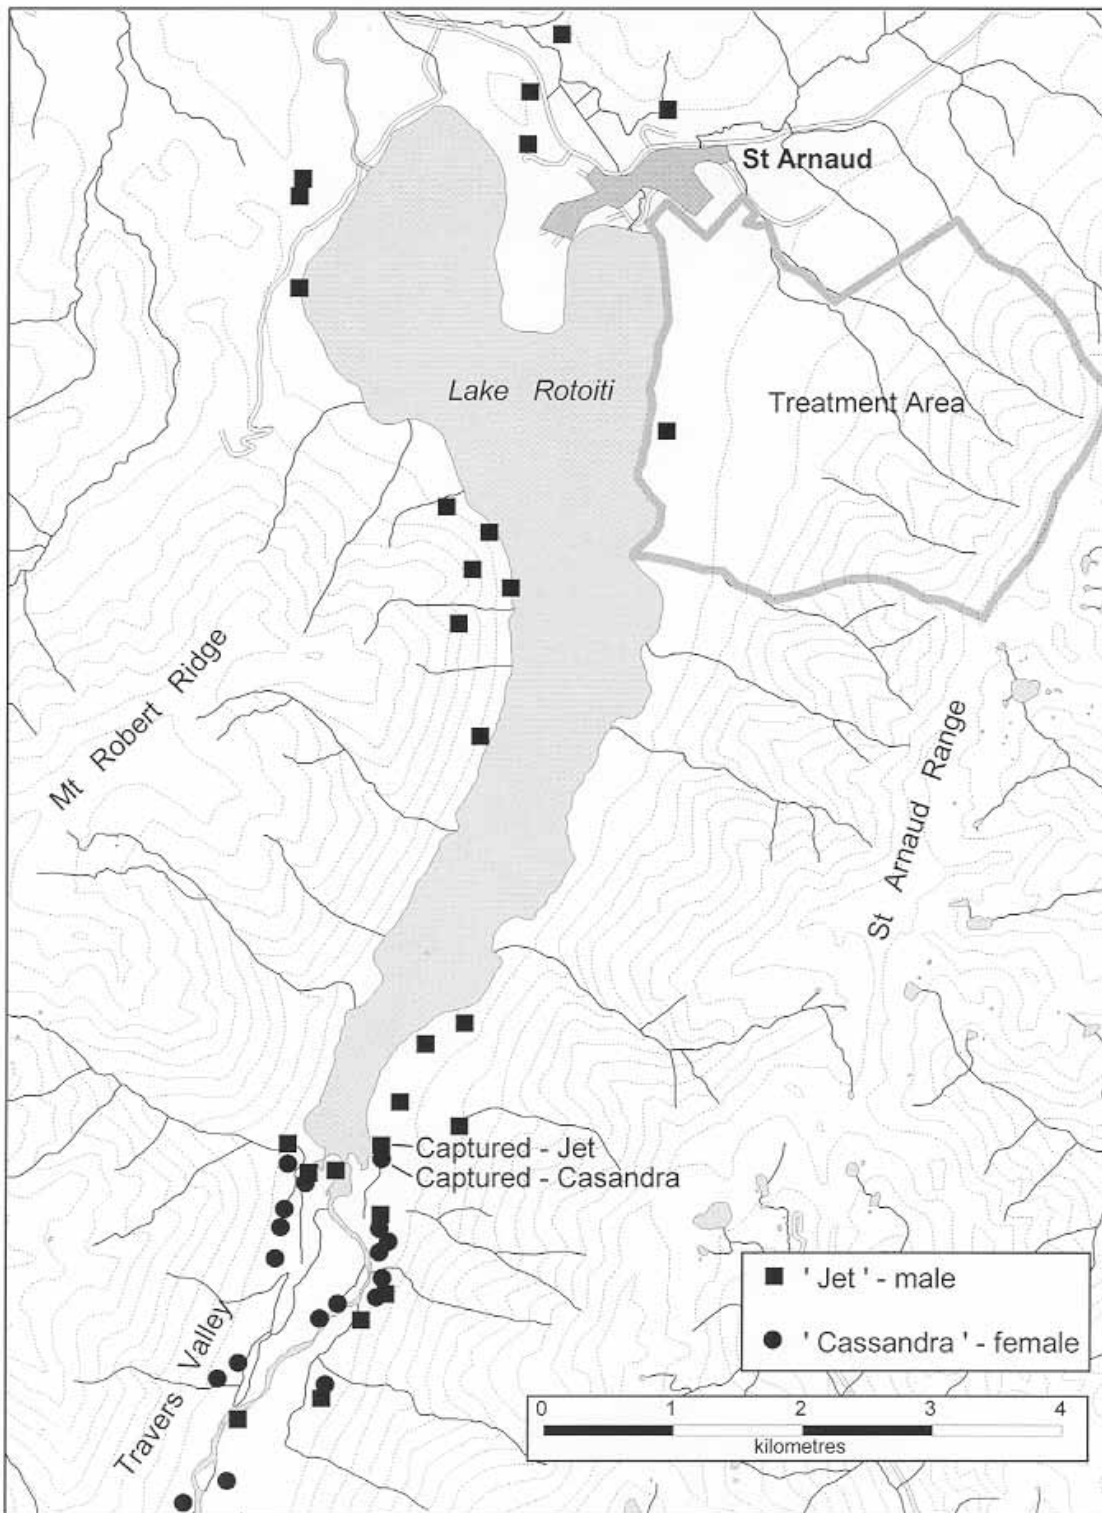 St Arnaud
Lake Rotoiti
Treatment Area
Mt Robert Ridge
St Arnaud Range
Captured - Jet
Captured - Casandra
Travers Valley
' Jet ' - male
' Cassandra ' - female
0 1 2 3 4
kilometres